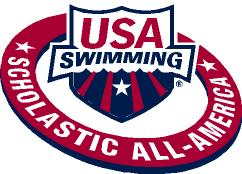 USA
SWIMMING
®
★ SCHOLASTIC ALL-AMERICA ★